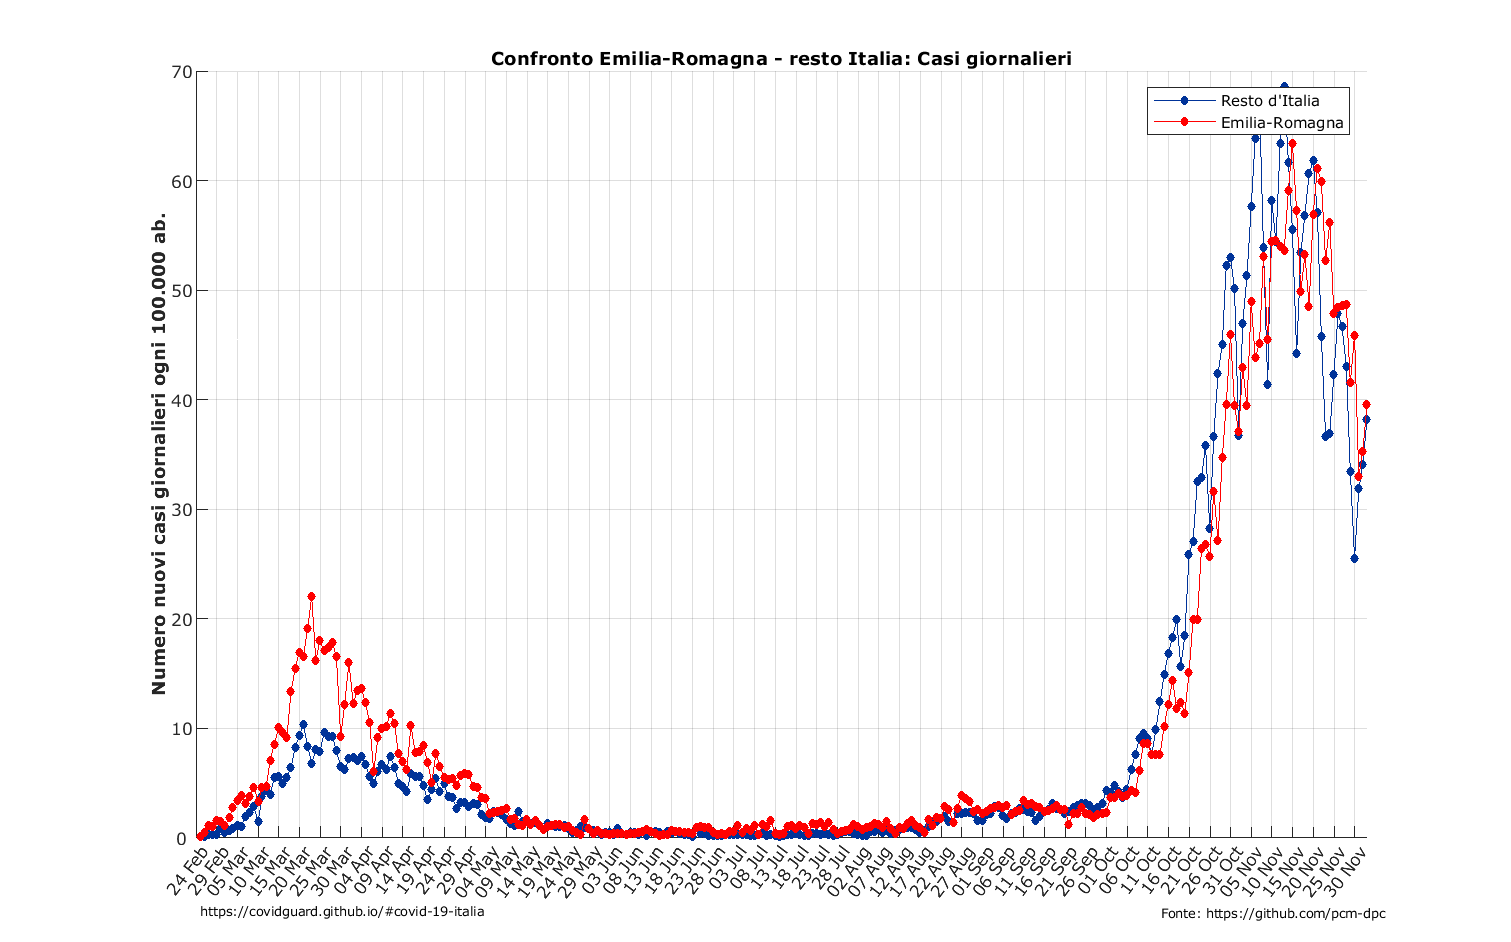 Confronto Emilia-Romagna - resto Italia: Casi giornalieri
Resto d'Italia
Emilia-Romagna
Numero nuovi casi giornalieri ogni 100.000 ab.
70
60
50
40
30
20
10
0
24 Feb
29 Feb
05 Mar
10 Mar
15 Mar
20 Mar
25 Mar
30 Mar
04 Apr
09 Apr
14 Apr
19 Apr
24 Apr
29 Apr
04 May
09 May
14 May
19 May
24 May
29 May
03 Jun
08 Jun
13 Jun
18 Jun
23 Jun
28 Jun
03 Jul
08 Jul
13 Jul
18 Jul
23 Jul
28 Jul
02 Aug
07 Aug
12 Aug
17 Aug
22 Aug
27 Aug
01 Sep
06 Sep
11 Sep
16 Sep
21 Sep
26 Sep
01 Oct
06 Oct
11 Oct
16 Oct
21 Oct
26 Oct
31 Oct
05 Nov
10 Nov
15 Nov
20 Nov
25 Nov
30 Nov
https://covidguard.github.io/#covid-19-italia
Fonte: https://github.com/pcm-dpc